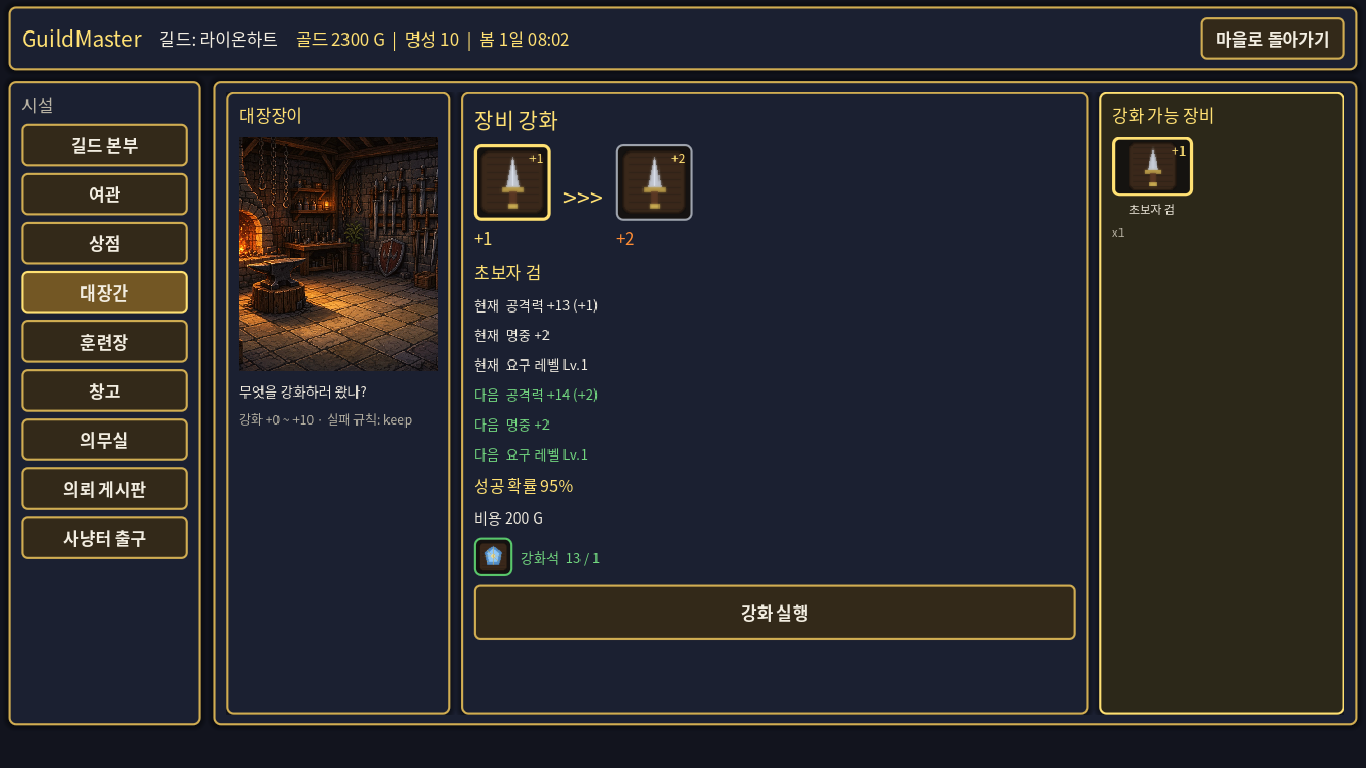 GuildMaster 길드: 라이온하트 골드 2300 G | 명성 10 | 봄 1일 08:02
마을로 돌아가기
시설
길드 본부
여관
상점
대장간
훈련장
창고
의무실
의뢰 게시판
사냥터 출구
대장장이
무엇을 강화하러 왔나?
강화 +0 ~ +10 · 실패 규칙: keep
장비 강화
+1 >>> +2
+1 +2
초보자 검
현재 공격력 +13 (+1)
현재 명중 +2
현재 요구 레벨 Lv.1
다음 공격력 +14 (+2)
다음 명중 +2
다음 요구 레벨 Lv.1
성공 확률 95%
비용 200 G
강화석 13 / 1
강화 실행
강화 가능 장비
+1
초보자 검
x1